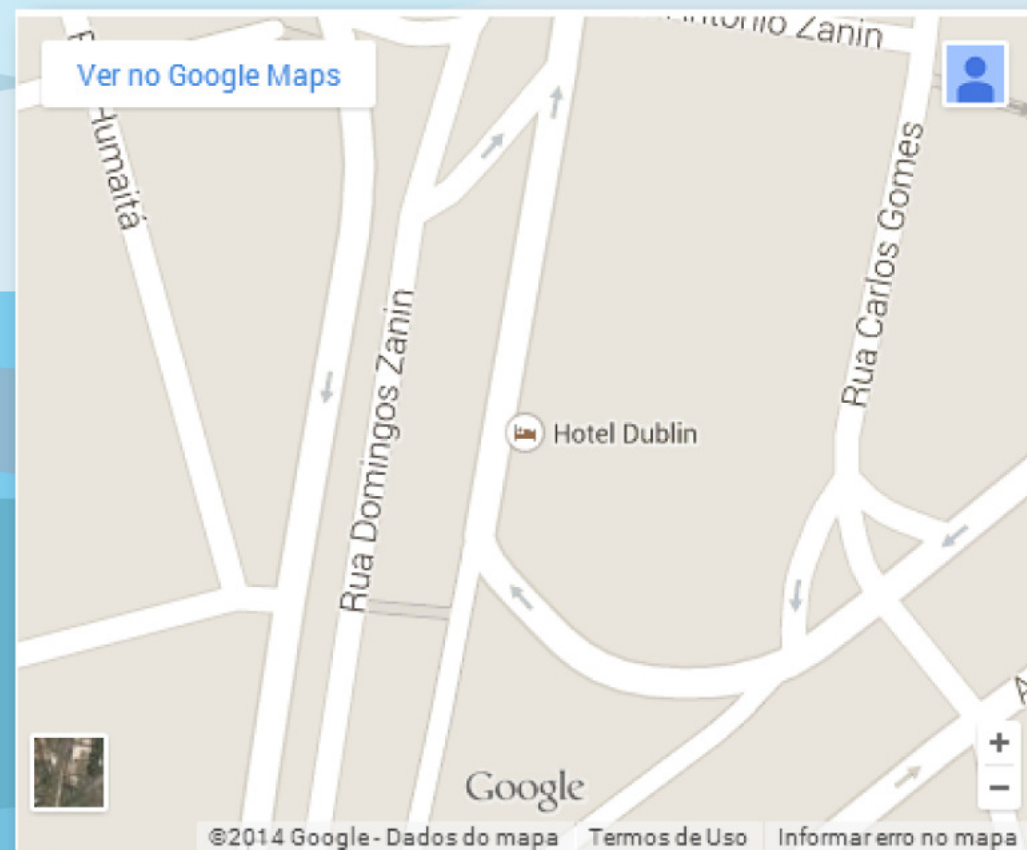 Antonio Zanin
Ver no Google Maps
Humaitá
Rua Carlos Gomes
Rua Domingos Zanin
Hotel Dublin
+
−
Google
©2014 Google - Dados do mapa Termos de Uso Informar erro no mapa